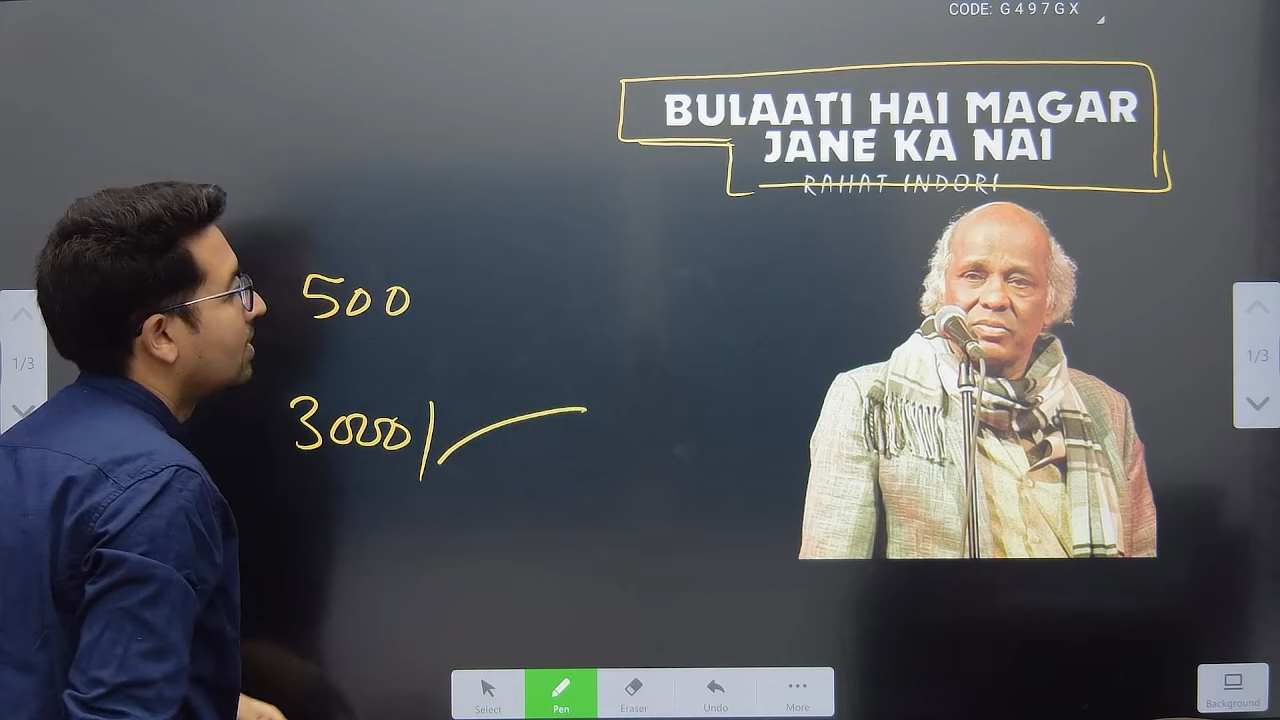 CODE: G497GX
BULAATI HAI MAGAR
JANE KA NAI
RAHAT INDORI
500
3000/
1/3
1/3
Select
Pen
Eraser
Undo
More
Background